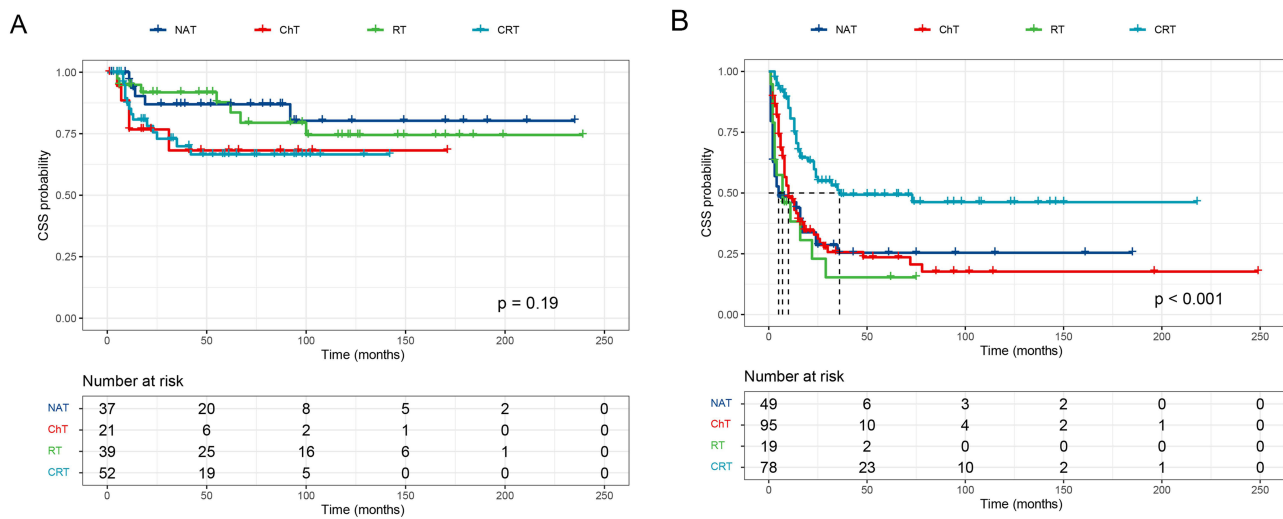 A
NAT ChT RT CRT
CSS probability
1.00
0.75
0.50
0.25
0.00
p = 0.19
0 50 100 150 200 250
Time (months)
Number at risk
NAT 37 20 8 5 2 0
ChT 21 6 2 1 0 0
RT 39 25 16 6 1 0
CRT 52 19 5 0 0 0
0 50 100 150 200 250
Time (months)
B
NAT ChT RT CRT
CSS probability
1.00
0.75
0.50
0.25
0.00
p < 0.001
0 50 100 150 200 250
Time (months)
Number at risk
NAT 49 6 3 2 0 0
ChT 95 10 4 2 1 0
RT 19 2 0 0 0 0
CRT 78 23 10 2 1 0
0 50 100 150 200 250
Time (months)